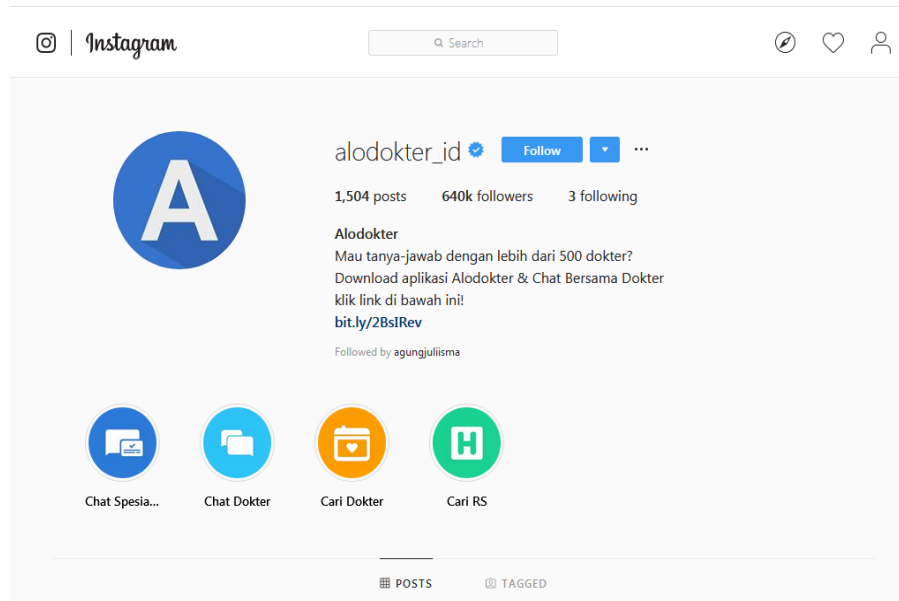 Instagram
Search
alodokter_id Follow ...
1,504 posts 640k followers 3 following
Alodokter
Mau tanya-jawab dengan lebih dari 500 dokter?
Download aplikasi Alodokter & Chat Bersama Dokter
klik link di bawah ini!
bit.ly/2BsIRev
Followed by agungjuliisma
Chat Spesia... Chat Dokter Cari Dokter Cari RS
POSTS TAGGED